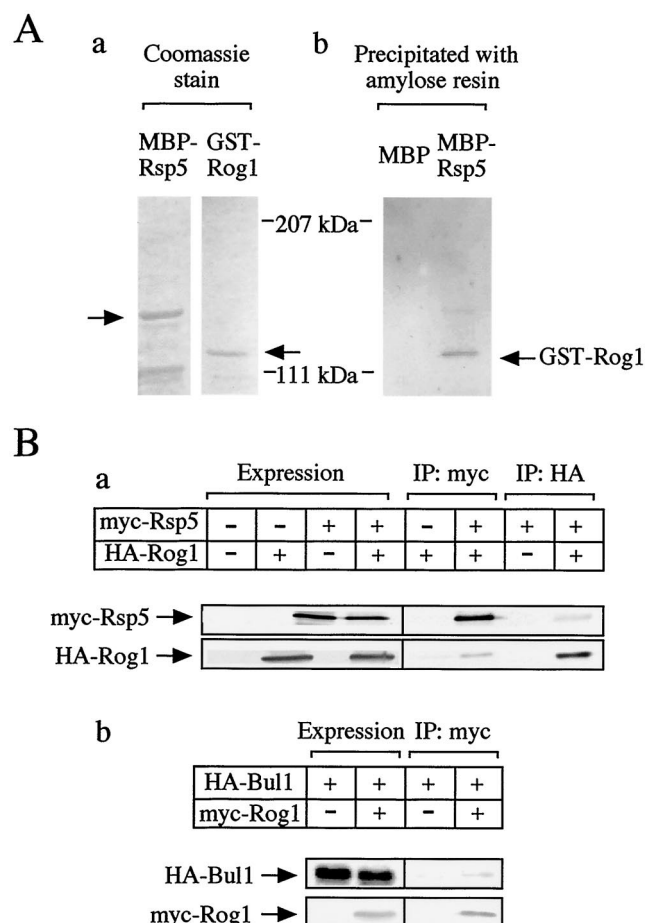 A
a
Coomassie
stain
b
Precipitated with
amylose resin
MBP-
Rsp5
GST-
Rog1
MBP
MBP-
Rsp5
207 kDa
111 kDa
GST-Rog1
B
a
Expression
IP: myc
IP: HA
myc-Rsp5 - - + + - + + +
HA-Rog1 - + - + + + - +
myc-Rsp5
HA-Rog1
b
Expression
IP: myc
HA-Bul1 + + + +
myc-Rog1 - + - +
HA-Bul1
myc-Rog1